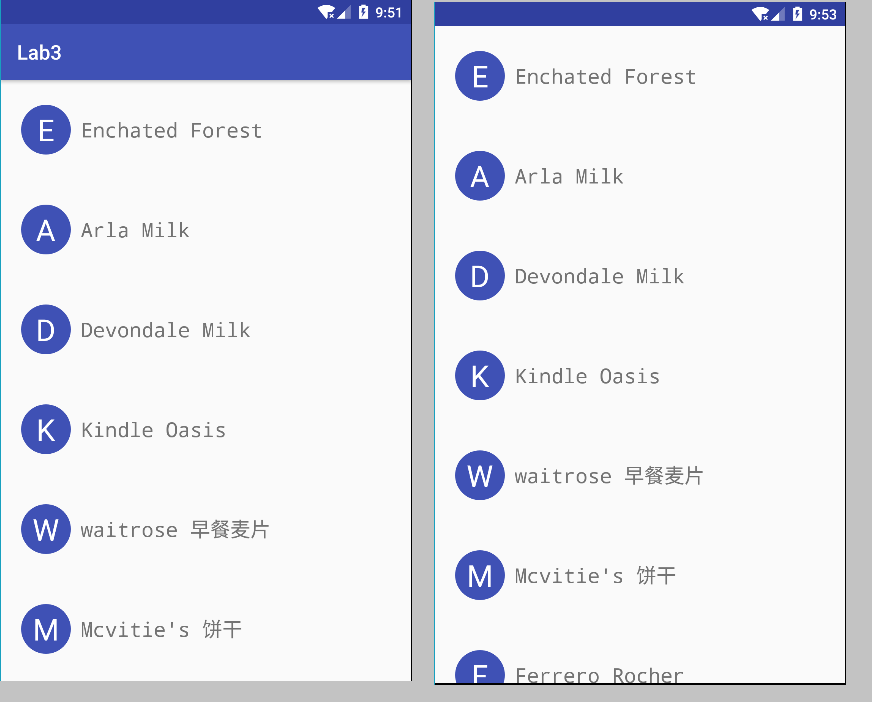 9:51
Lab3
E Enchated Forest
A Arla Milk
D Devondale Milk
K Kindle Oasis
W waitrose 早餐麦片
M Mcvitie's 饼干
9:53
E Enchated Forest
A Arla Milk
D Devondale Milk
K Kindle Oasis
W waitrose 早餐麦片
M Mcvitie's 饼干
F Ferrero Rocher